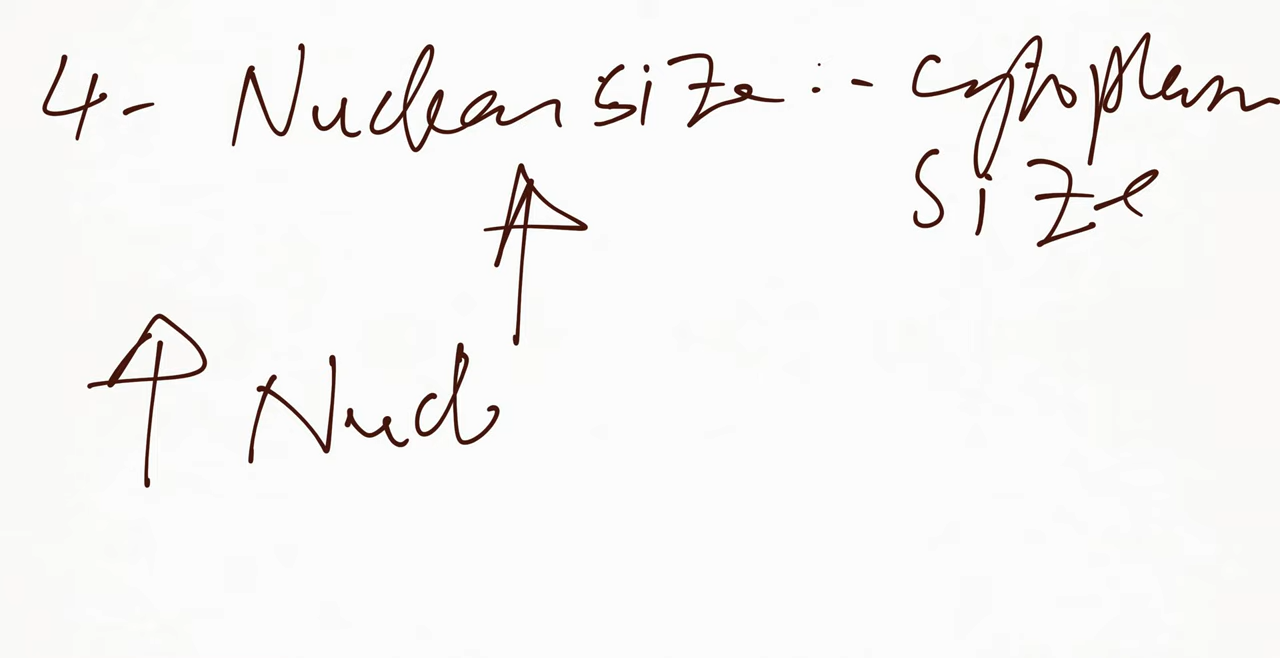 4- Nuclear size :- cytoplasm
size
↑
↑ Nucl